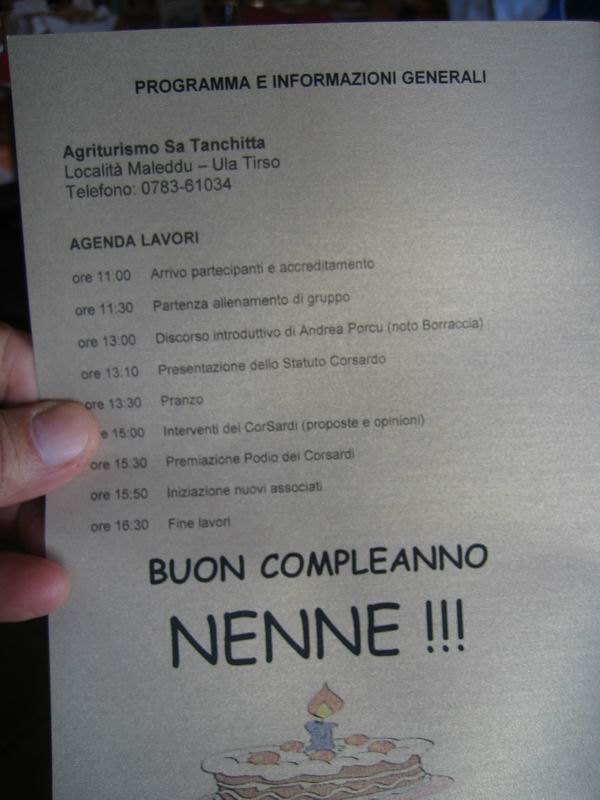 PROGRAMMA E INFORMAZIONI GENERALI
Agriturismo Sa Tanchitta
Località Maleddu – Ula Tirso
Telefono: 0783-61034
AGENDA LAVORI
ore 11:00 Arrivo partecipanti e accreditamento
ore 11:30 Partenza allenamento di gruppo
ore 13:00 Discorso introduttivo di Andrea Porcu (noto Borraccia)
ore 13:10 Presentazione dello Statuto Corsardo
ore 13:30 Pranzo
e 15:00 Interventi dei CorSardi (proposte e opinioni)
ore 15:30 Premiazione Podio dei Corsardi
ore 15:50 Iniziazione nuovi associati
ore 16:30 Fine lavori
BUON COMPLEANNO
NENNE !!!